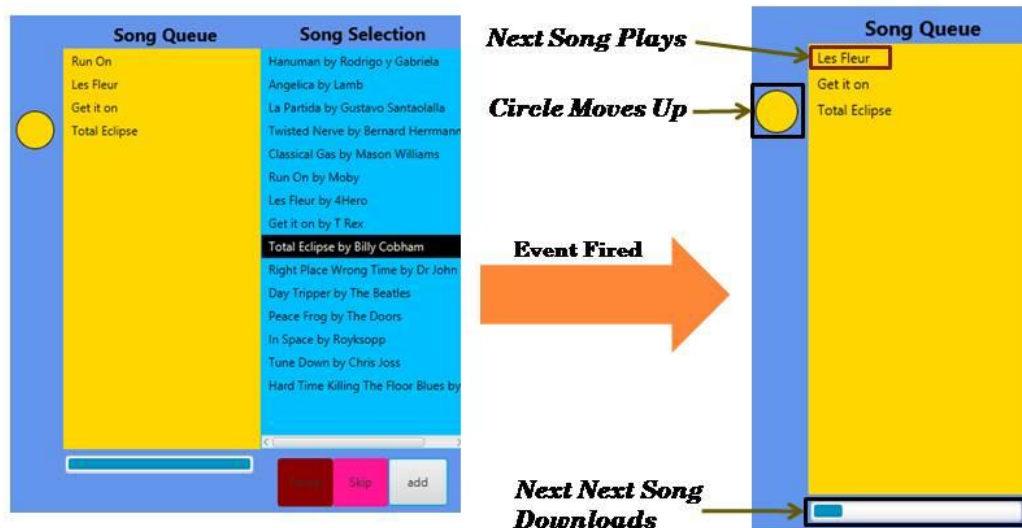 Song Queue
Run On
Les Fleur
Get it on
Total Eclipse
Song Selection
Hanuman by Rodrigo y Gabriela
Angelica by Lamb
La Partida by Gustavo Santaolalla
Twisted Nerve by Bernard Herrmann
Classical Gas by Mason Williams
Run On by Moby
Les Fleur by 4Hero
Get it on by T Rex
Total Eclipse by Billy Cobham
Right Place Wrong Time by Dr John
Day Tripper by The Beatles
Peace Frog by The Doors
In Space by Royksopp
Tune Down by Chris Joss
Hard Time Killing The Floor Blues by
Skip
add
Next Song Plays
Circle Moves Up
Event Fired
Next Next Song
Downloads
Song Queue
Les Fleur
Get it on
Total Eclipse